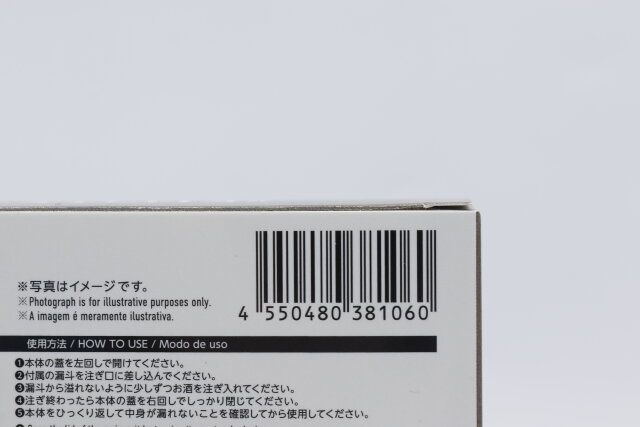 ※写真はイメージです。
※Photograph is for illustrative purposes only.
※A imagem é meramente ilustrativa.
4 550480 381060
使用方法 / HOW TO USE / Modo de uso
❶本体の蓋を左回しで開けてください。
❷付属の漏斗を注ぎ口に差し込んでください。
❸漏斗から溢れないように少しずつお酒を注ぎ入れてください。
❹注ぎ終わったら本体の蓋を右回しでしっかり閉じてください。
❺本体をひっくり返して中身が漏れないことを確認してから使用してください。